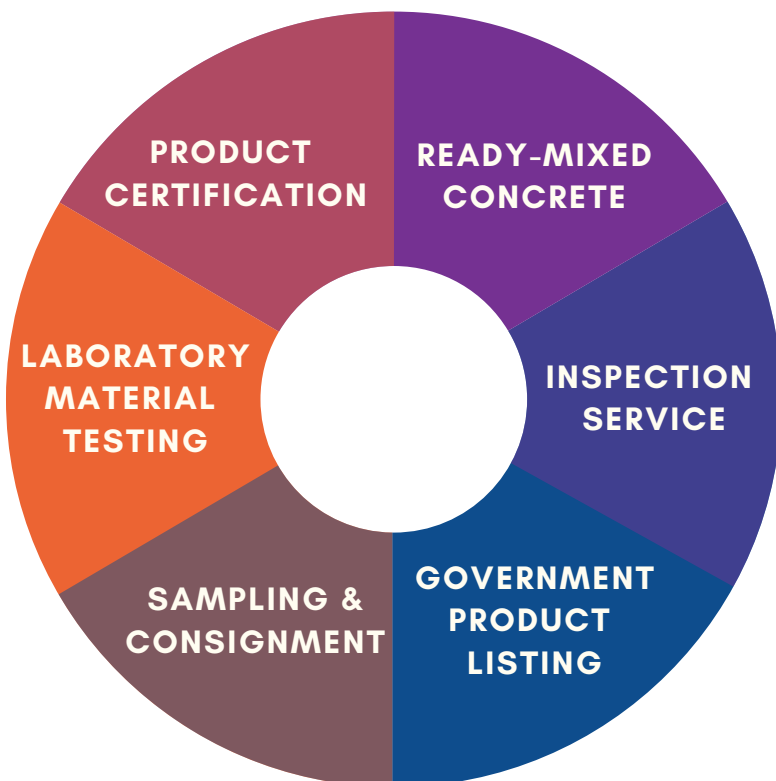 PRODUCT
CERTIFICATION
READY-MIXED
CONCRETE
INSPECTION
SERVICE
GOVERNMENT
PRODUCT
LISTING
SAMPLING &
CONSIGNMENT
LABORATORY
MATERIAL
TESTING